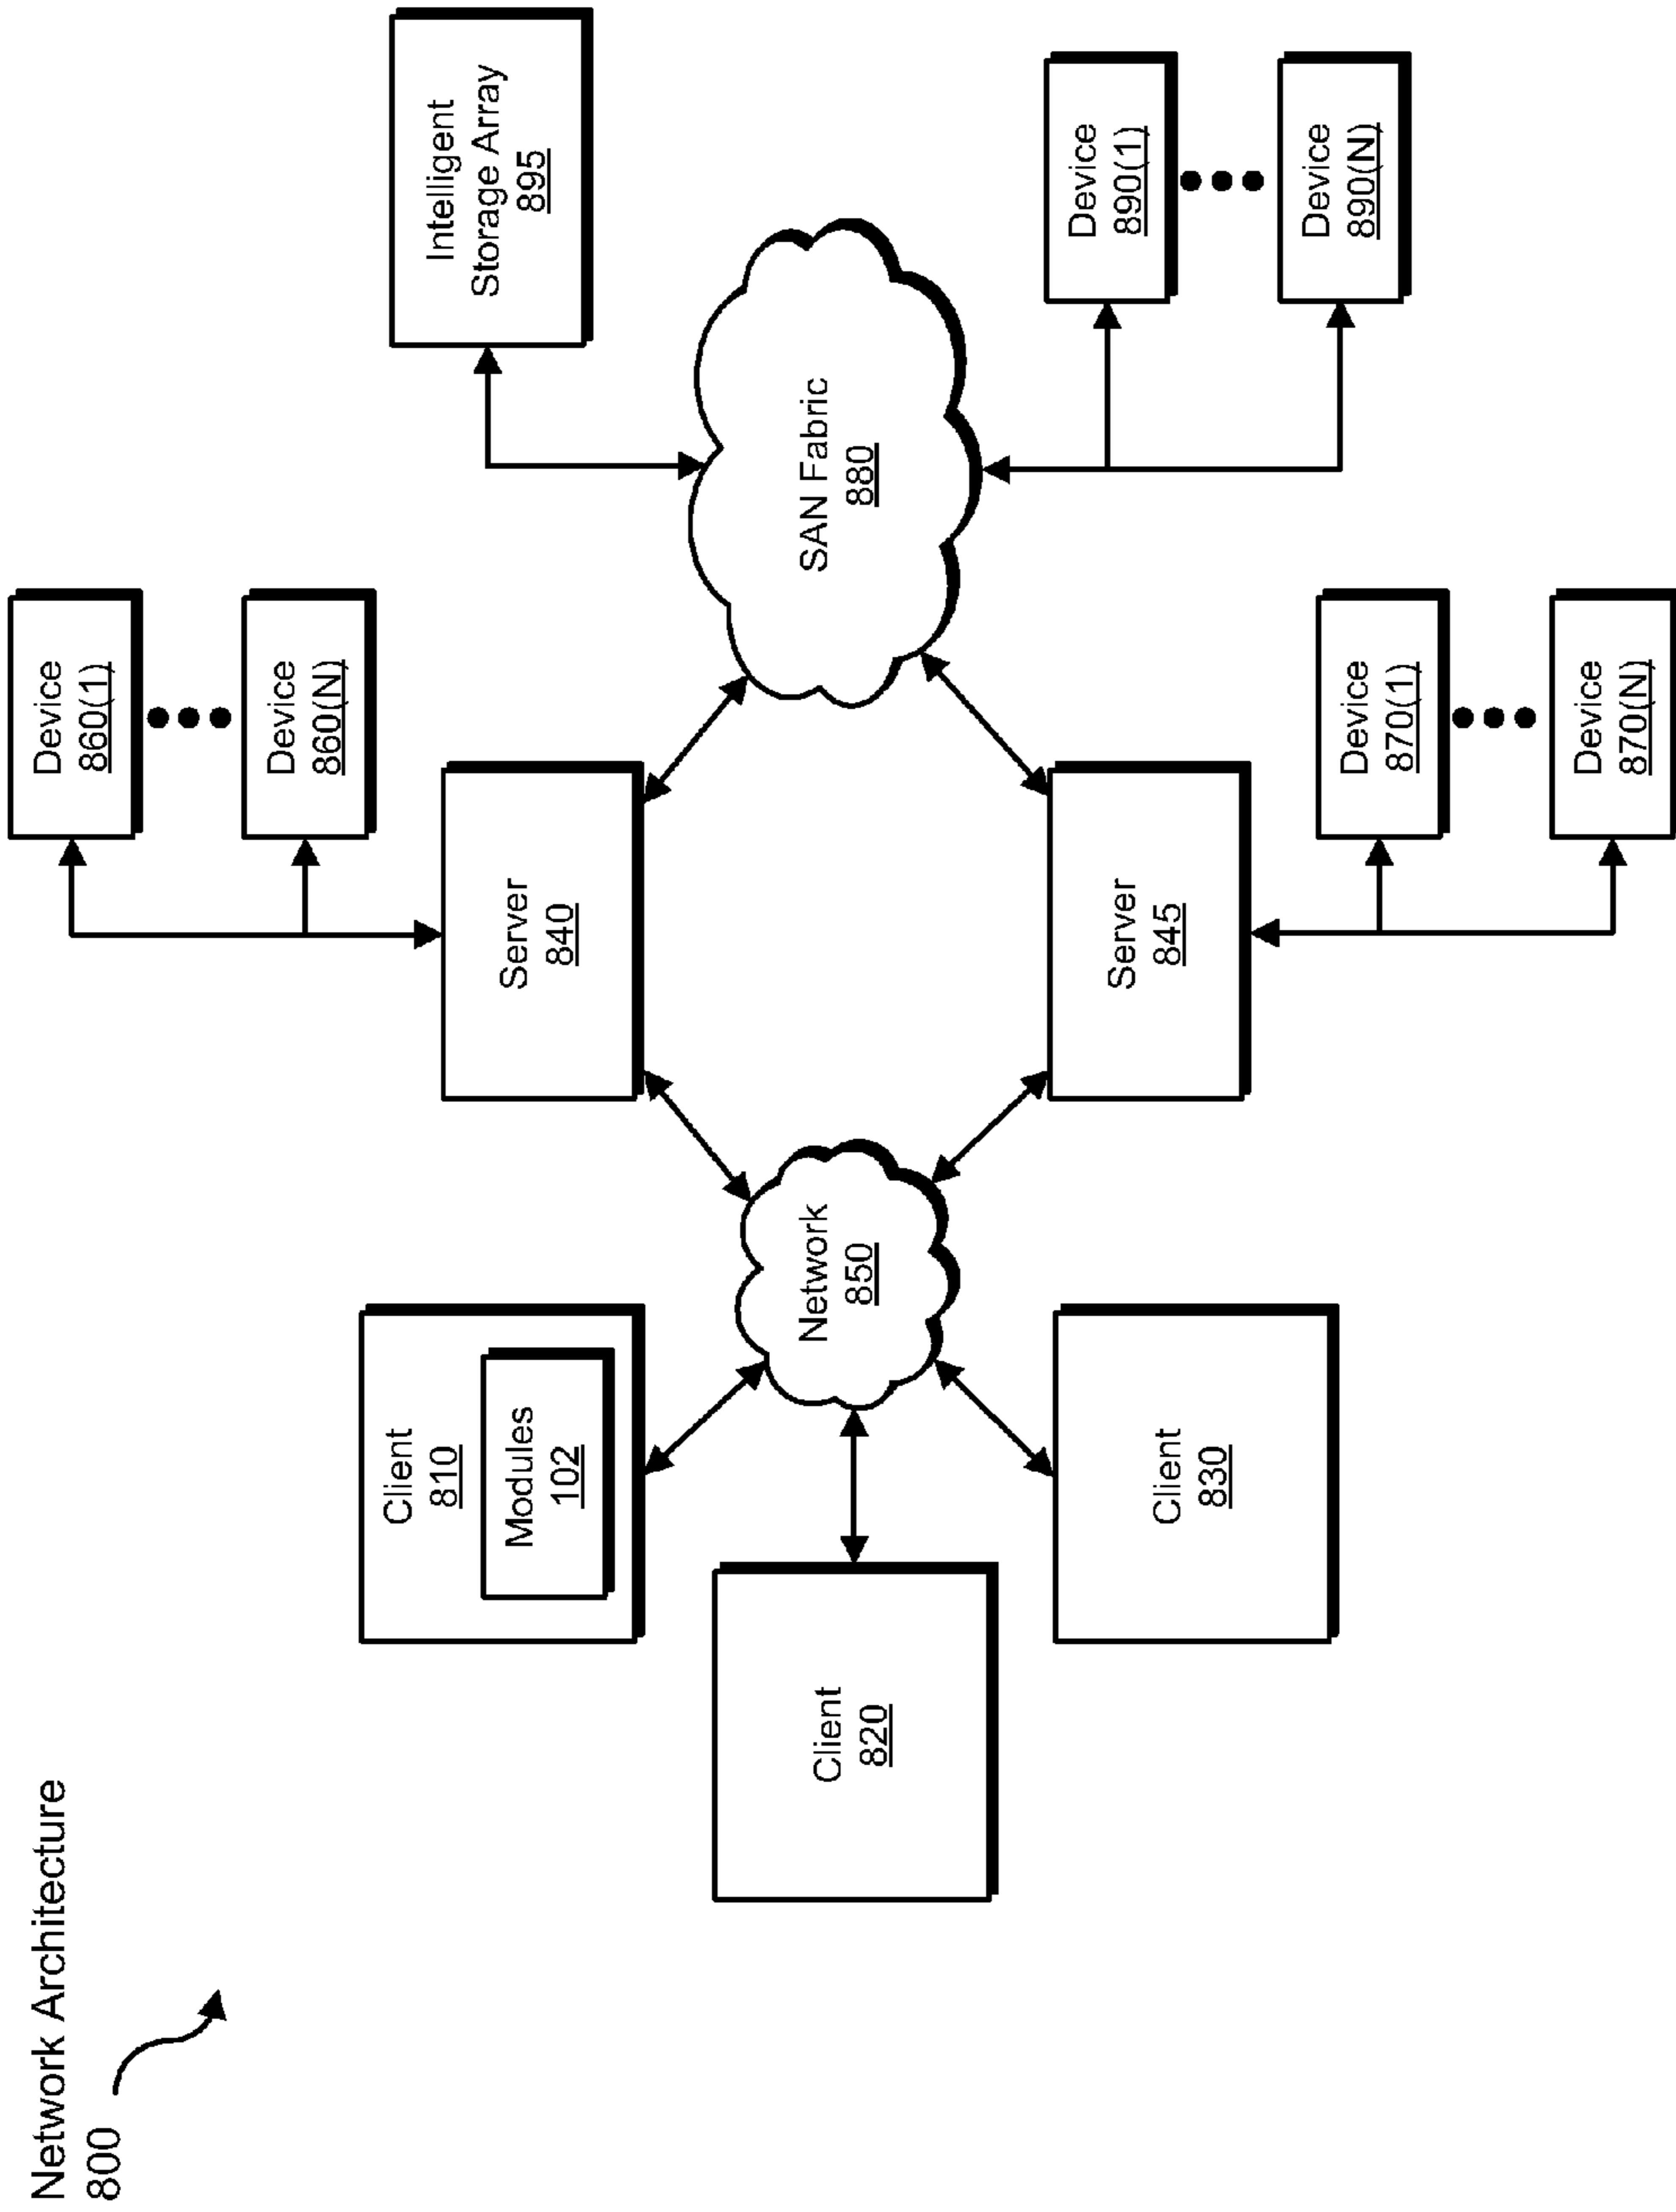 Network Architecture
800
Device
860(1)
Device
860(N)
Intelligent
Storage Array
895
Client
810
Modules
102
Server
840
Client
820
Network
850
SAN Fabric
880
Client
830
Server
845
Device
890(1)
Device
890(N)
Device
870(1)
Device
870(N)